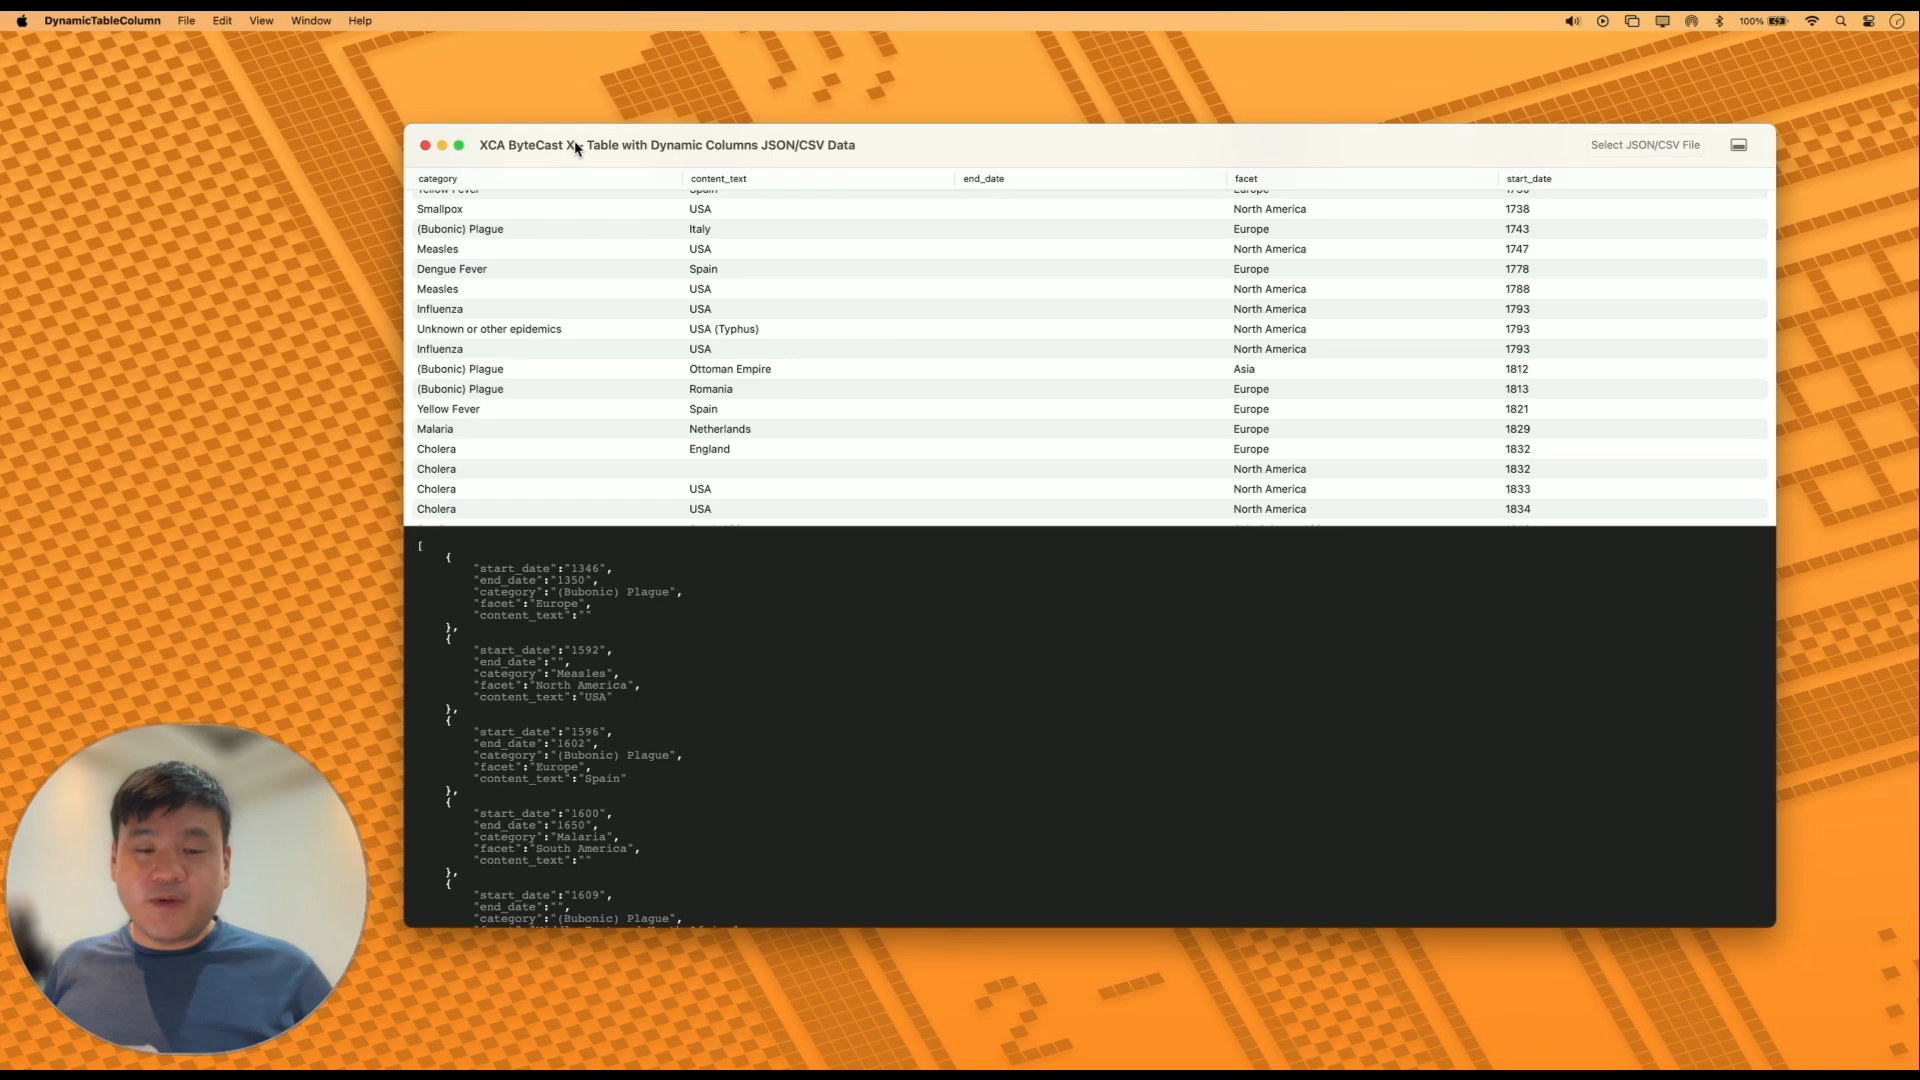 DynamicTableColumn File Edit View Window Help 100%
XCA ByteCast X - Table with Dynamic Columns JSON/CSV Data Select JSON/CSV File
category content_text end_date facet start_date
Yellow Fever Spain Europe 1730
Smallpox USA North America 1738
(Bubonic) Plague Italy Europe 1743
Measles USA North America 1747
Dengue Fever Spain Europe 1778
Measles USA North America 1788
Influenza USA North America 1793
Unknown or other epidemics USA (Typhus) North America 1793
Influenza USA North America 1793
(Bubonic) Plague Ottoman Empire Asia 1812
(Bubonic) Plague Romania Europe 1813
Yellow Fever Spain Europe 1821
Malaria Netherlands Europe 1829
Cholera England Europe 1832
Cholera North America 1832
Cholera USA North America 1833
Cholera USA North America 1834
[
{
"start_date":"1346",
"end_date":"1350",
"category":"(Bubonic) Plague",
"facet":"Europe",
"content_text":""
},
{
"start_date":"1592",
"end_date":"",
"category":"Measles",
"facet":"North America",
"content_text":"USA"
},
{
"start_date":"1596",
"end_date":"1602",
"category":"(Bubonic) Plague",
"facet":"Europe",
"content_text":"Spain"
},
{
"start_date":"1600",
"end_date":"1650",
"category":"Malaria",
"facet":"South America",
"content_text":""
},
{
"start_date":"1609",
"end_date":"",
"category":"(Bubonic) Plague",